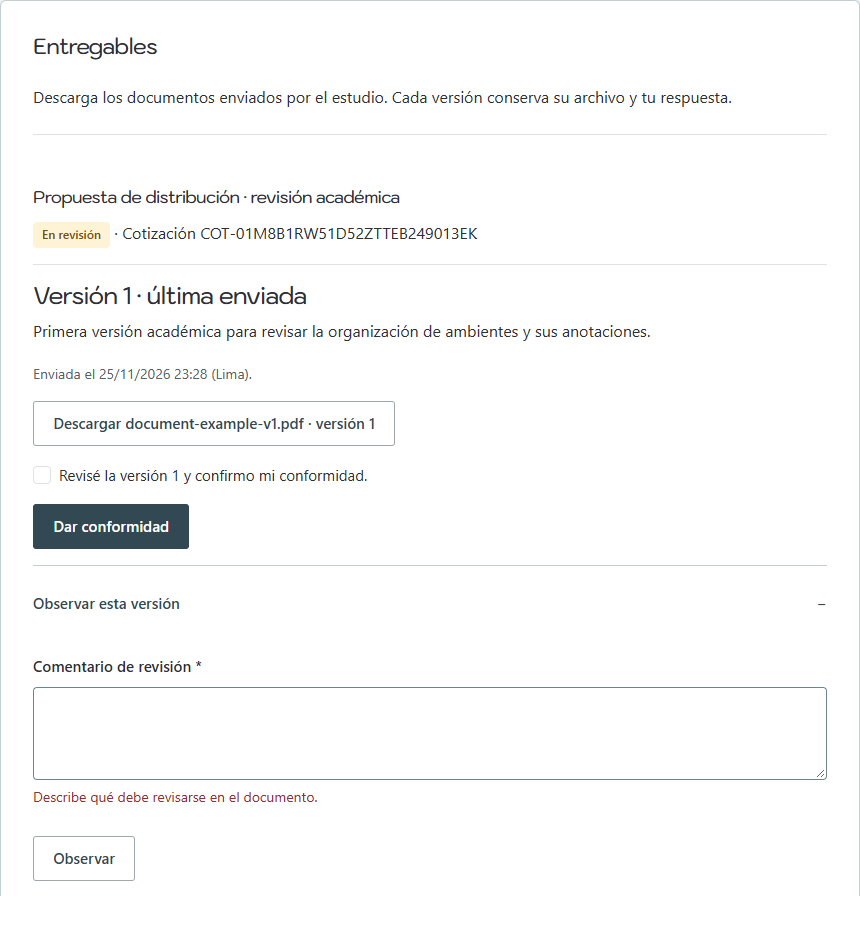 Entregables
Descarga los documentos enviados por el estudio. Cada versión conserva su archivo y tu respuesta.
Propuesta de distribución · revisión académica
En revisión · Cotización COT-01M8B1RW51D52ZTTEB249013EK
Versión 1 · última enviada
Primera versión académica para revisar la organización de ambientes y sus anotaciones.
Enviada el 25/11/2026 23:28 (Lima).
Descargar document-example-v1.pdf · versión 1
Revisé la versión 1 y confirmo mi conformidad.
Dar conformidad
Observar esta versión –
Comentario de revisión *
Describe qué debe revisarse en el documento.
Observar